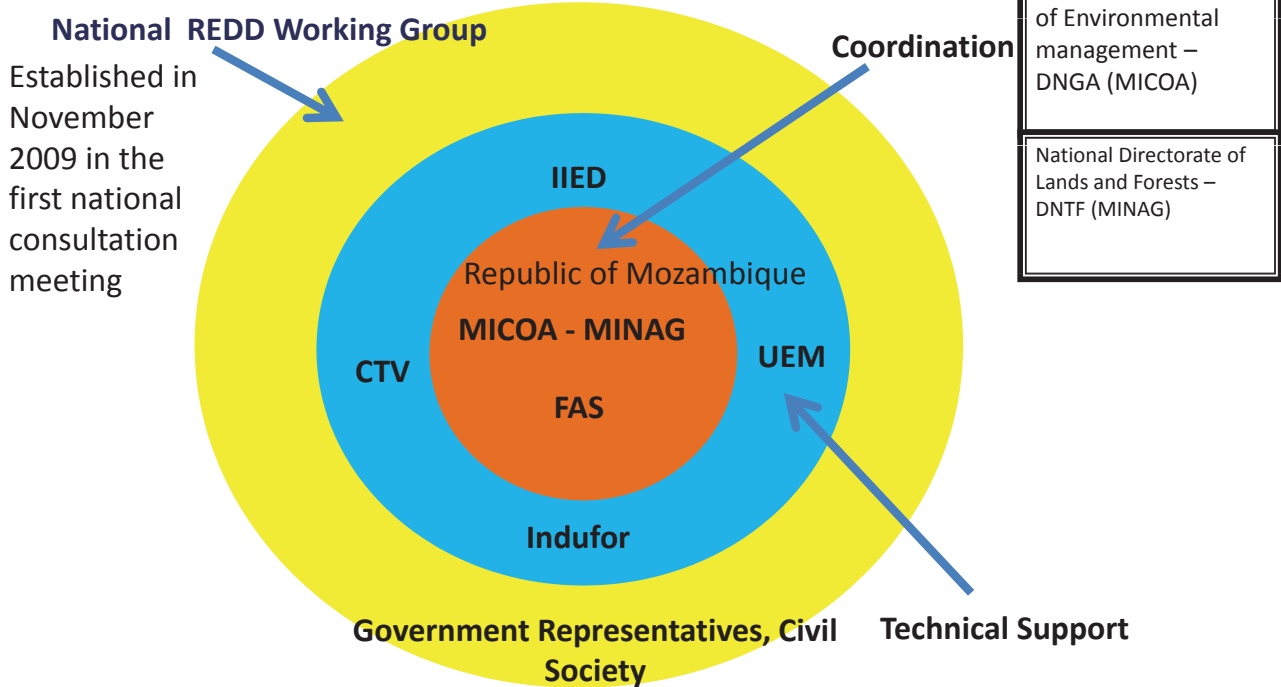 National REDD Working Group
Established in
November
2009 in the
first national
consultation
meeting
Coordination
of Environmental
management –
DNGA (MICOA)
National Directorate of
Lands and Forests –
DNTF (MINAG)
IIED
Republic of Mozambique
MICOA - MINAG
CTV
UEM
FAS
Indufor
Government Representatives, Civil
Society
Technical Support